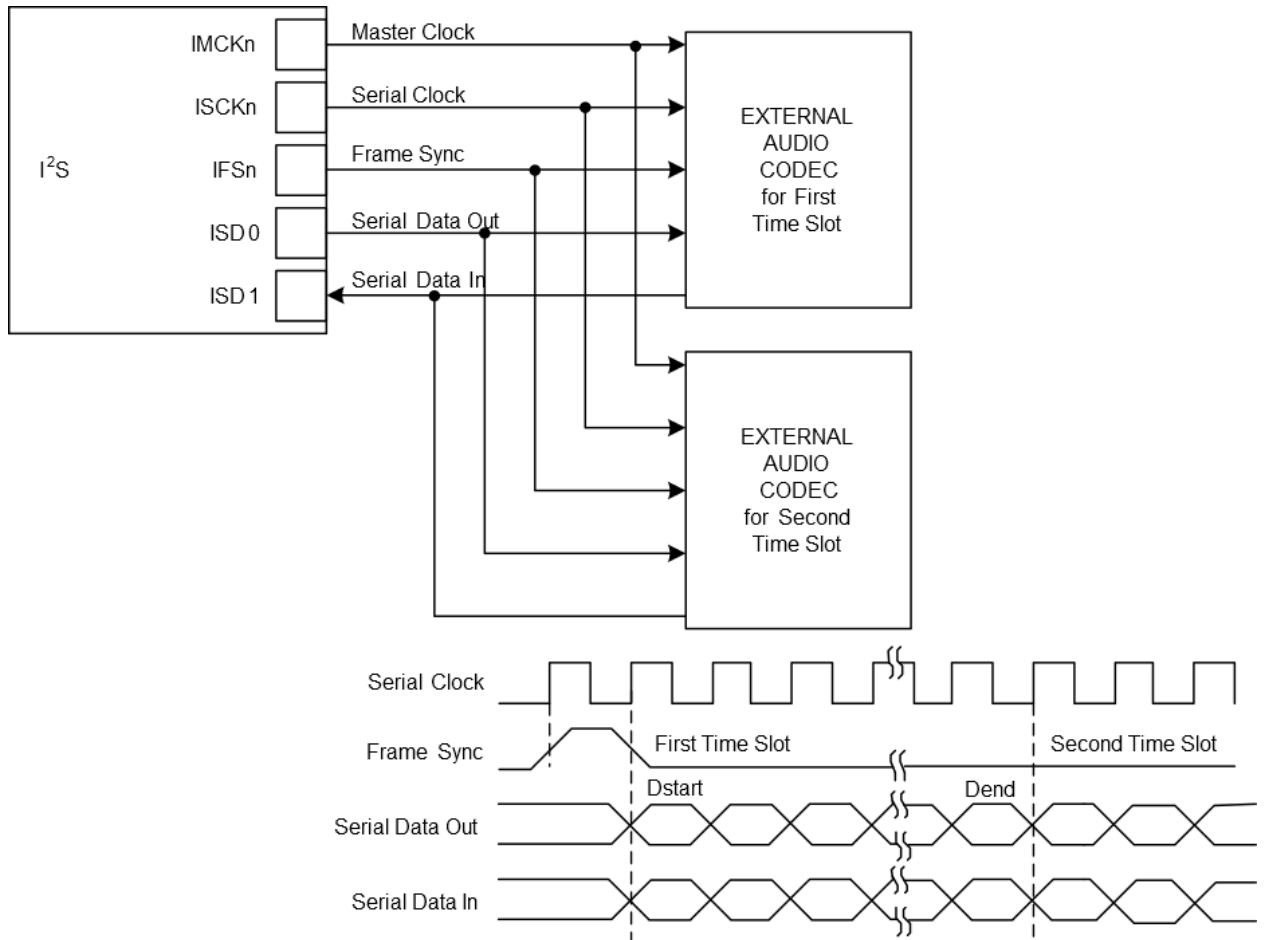 IMCKn
Master Clock
ISCKn
Serial Clock
I²S
IFSn
Frame Sync
ISD0
Serial Data Out
ISD1
Serial Data In
EXTERNAL
AUDIO
CODEC
for First
Time Slot
EXTERNAL
AUDIO
CODEC
for Second
Time Slot
Serial Clock
Frame Sync
First Time Slot
Second Time Slot
Dstart
Dend
Serial Data Out
Serial Data In